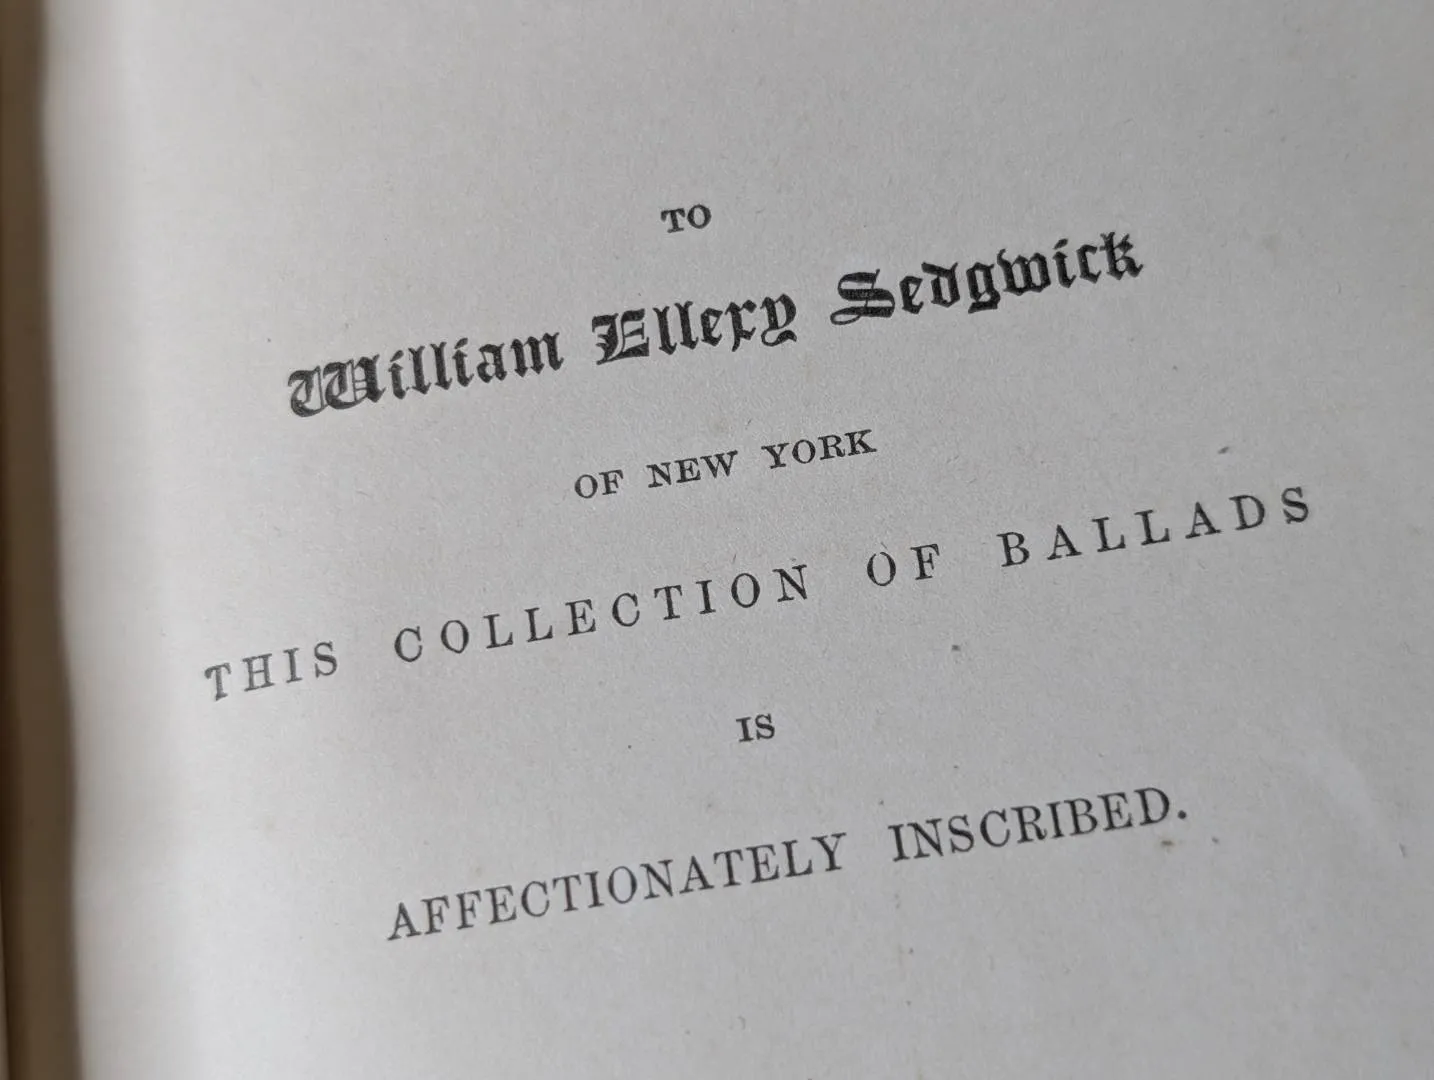 TO
William Ellery Sedgwick
OF NEW YORK
THIS COLLECTION OF BALLADS
IS
AFFECTIONATELY INSCRIBED.